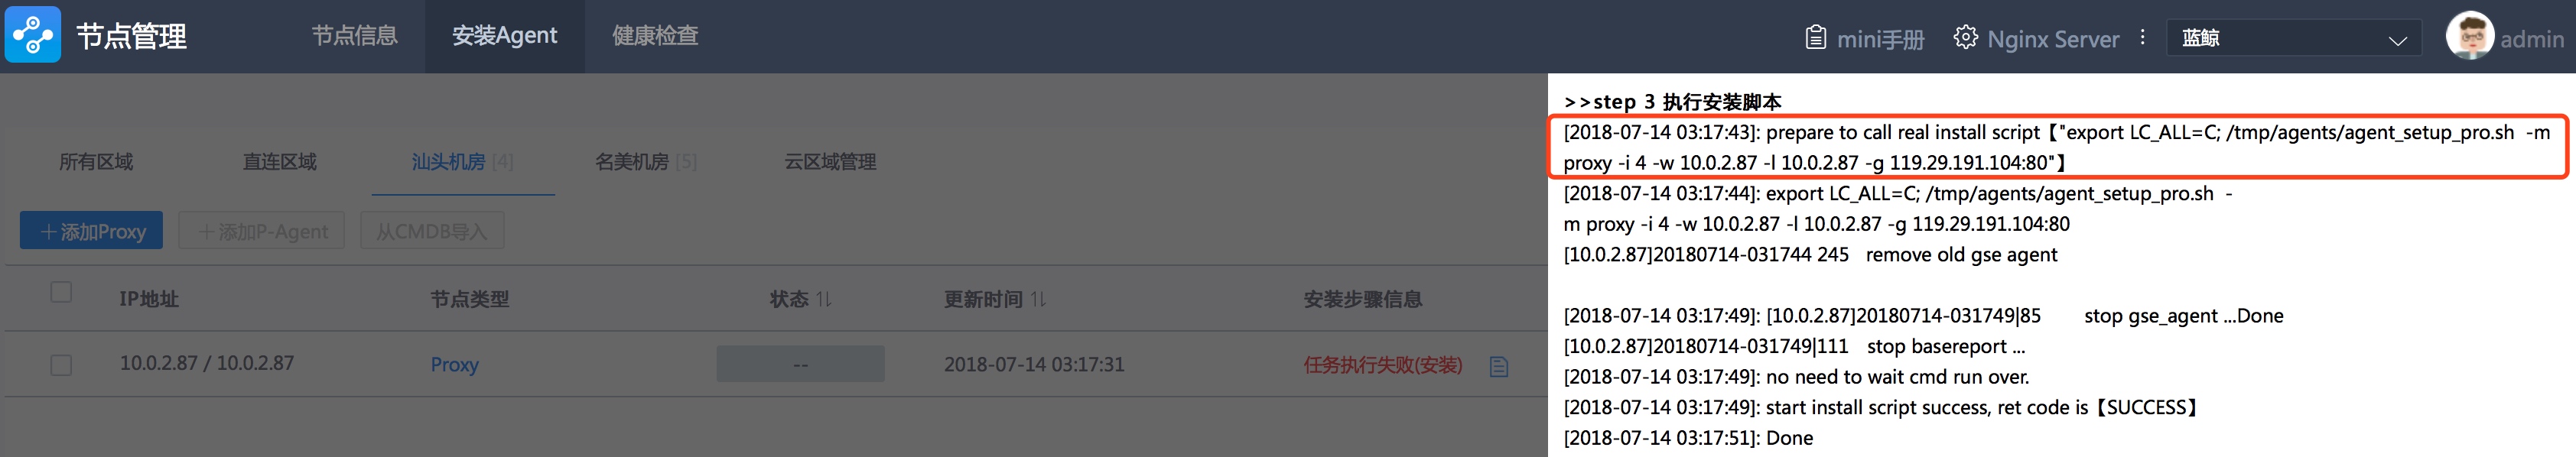 节点管理 节点信息 安装Agent 健康检查 mini手册 Nginx Server 蓝鲸 admin
所有区域 直连区域 汕头机房 [4] 名美机房 [5] 云区域管理
＋添加Proxy ＋添加P-Agent 从CMDB导入
IP地址 节点类型 状态 更新时间 安装步骤信息
10.0.2.87 / 10.0.2.87 Proxy -- 2018-07-14 03:17:31 任务执行失败(安装)
>>step 3 执行安装脚本
[2018-07-14 03:17:43]: prepare to call real install script【"export LC_ALL=C; /tmp/agents/agent_setup_pro.sh -m
proxy -i 4 -w 10.0.2.87 -l 10.0.2.87 -g 119.29.191.104:80"】
[2018-07-14 03:17:44]: export LC_ALL=C; /tmp/agents/agent_setup_pro.sh -
m proxy -i 4 -w 10.0.2.87 -l 10.0.2.87 -g 119.29.191.104:80
[10.0.2.87]20180714-031744 245 remove old gse agent
[2018-07-14 03:17:49]: [10.0.2.87]20180714-031749|85 stop gse_agent ...Done
[10.0.2.87]20180714-031749|111 stop basereport ...
[2018-07-14 03:17:49]: no need to wait cmd run over.
[2018-07-14 03:17:49]: start install script success, ret code is【SUCCESS】
[2018-07-14 03:17:51]: Done